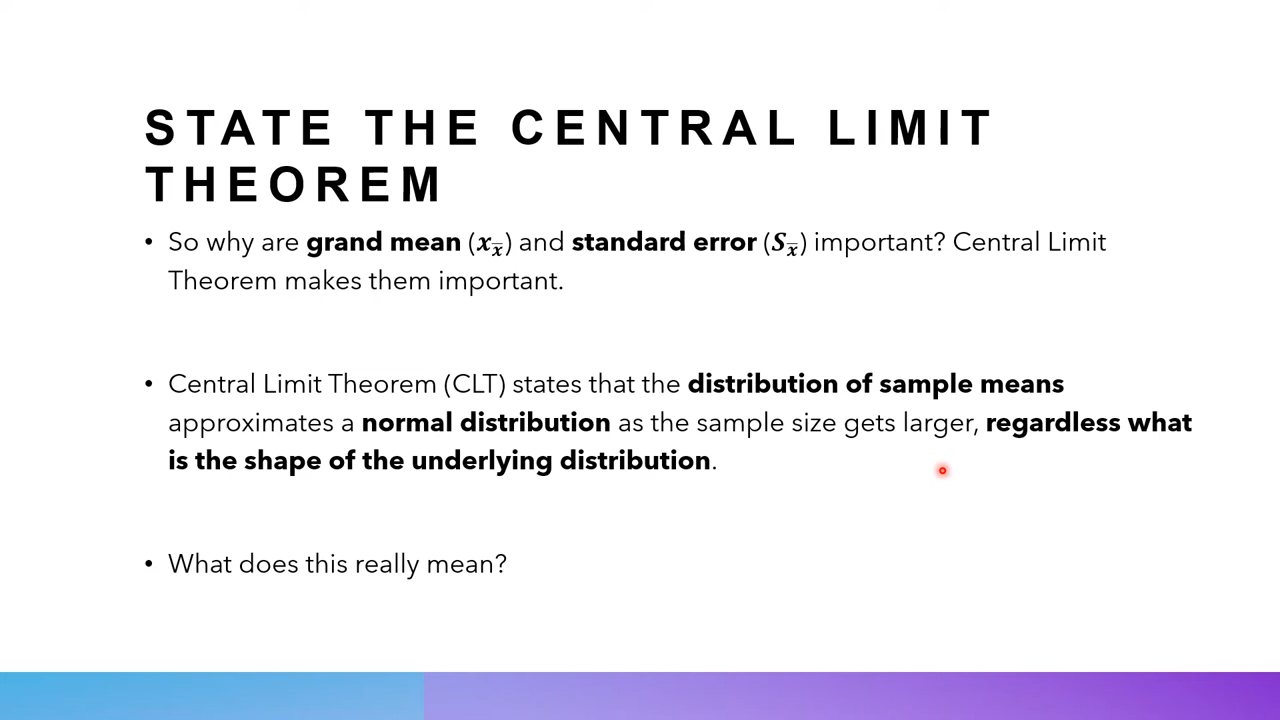 STATE THE CENTRAL LIMIT
THEOREM
• So why are grand mean (x_x̅) and standard error (S_x̅) important? Central Limit
Theorem makes them important.
• Central Limit Theorem (CLT) states that the distribution of sample means
approximates a normal distribution as the sample size gets larger, regardless what
is the shape of the underlying distribution.
• What does this really mean?